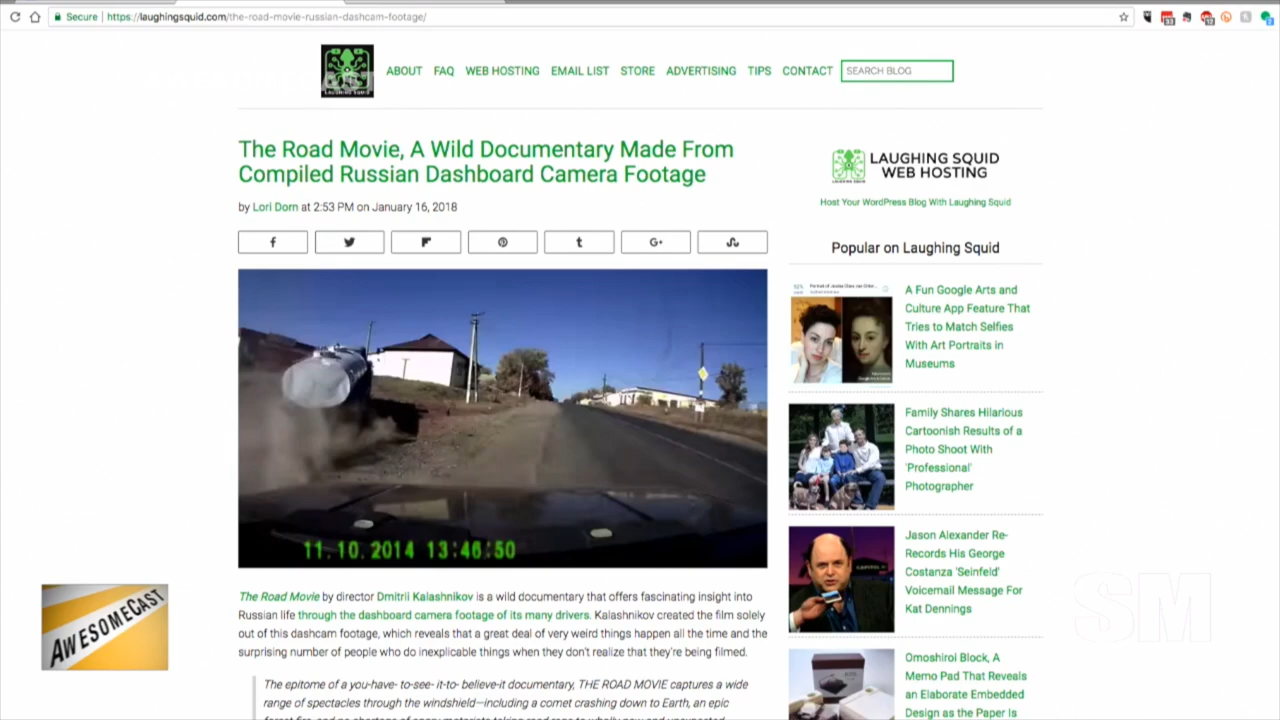 Secure | https://laughingsquid.com/the-road-movie-russian-dashcam-footage/
LAUGHING SQUID
ABOUT FAQ WEB HOSTING EMAIL LIST STORE ADVERTISING TIPS CONTACT SEARCH BLOG
The Road Movie, A Wild Documentary Made From
Compiled Russian Dashboard Camera Footage
by Lori Dorn at 2:53 PM on January 16, 2018
11.10.2014 13:46:50
The Road Movie by director Dmitrii Kalashnikov is a wild documentary that offers fascinating insight into
Russian life through the dashboard camera footage of its many drivers. Kalashnikov created the film solely
out of this dashcam footage, which reveals that a great deal of very weird things happen all the time and the
surprising number of people who do inexplicable things when they don't realize that they're being filmed.
The epitome of a you-have- to-see- it-to- believe-it documentary, THE ROAD MOVIE captures a wide
range of spectacles through the windshield—including a comet crashing down to Earth, an epic
LAUGHING SQUID
WEB HOSTING
Host Your WordPress Blog With Laughing Squid
Popular on Laughing Squid
A Fun Google Arts and
Culture App Feature That
Tries to Match Selfies
With Art Portraits in
Museums
Family Shares Hilarious
Cartoonish Results of a
Photo Shoot With
'Professional'
Photographer
Jason Alexander Re-
Records His George
Costanza 'Seinfeld'
Voicemail Message For
Kat Dennings
Omoshiroi Block, A
Memo Pad That Reveals
an Elaborate Embedded
Design as the Paper Is
AWESOMECAST
SM